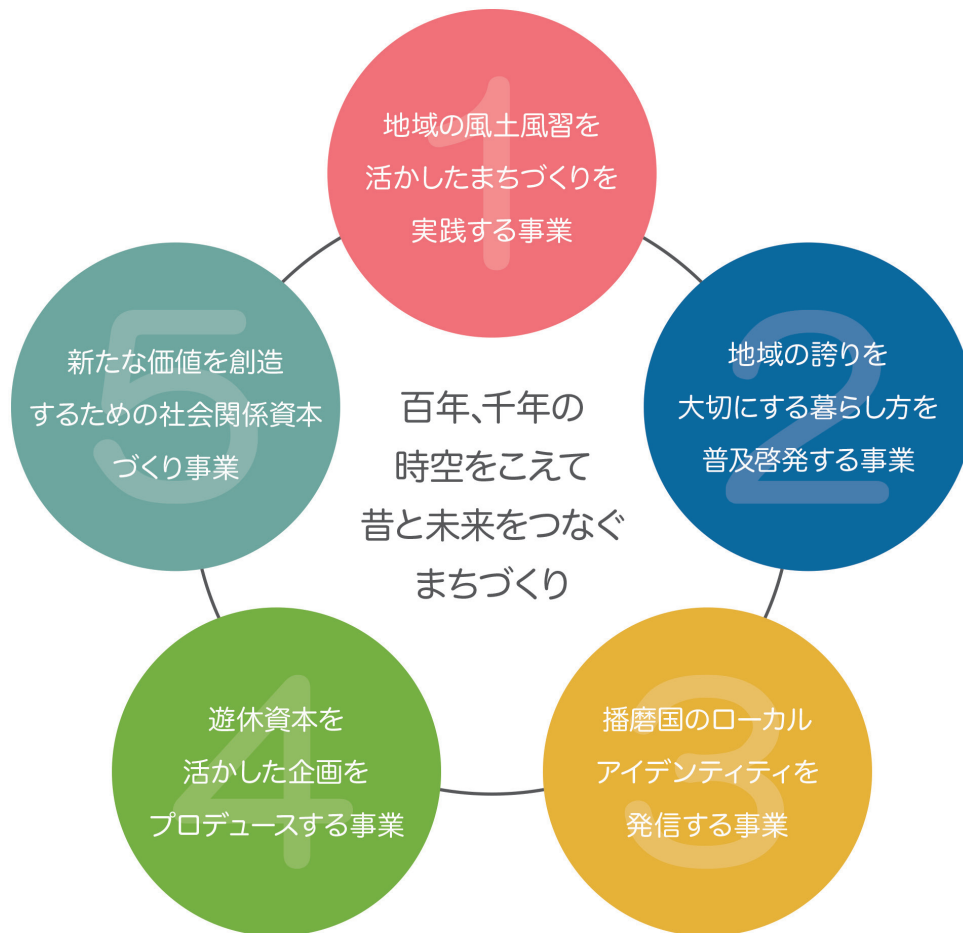 1
地域の風土風習を
活かしたまちづくりを
実践する事業
2
地域の誇りを
大切にする暮らし方を
普及啓発する事業
3
播磨国のローカル
アイデンティティを
発信する事業
4
遊休資本を
活かした企画を
プロデュースする事業
5
新たな価値を創造
するための社会関係資本
づくり事業
百年、千年の
時空をこえて
昔と未来をつなぐ
まちづくり